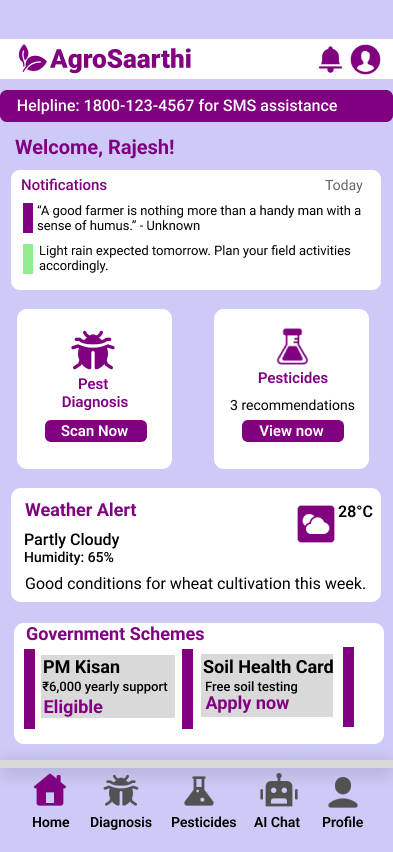 AgroSaarthi
Helpline: 1800-123-4567 for SMS assistance
Welcome, Rajesh!
Notifications
Today
“A good farmer is nothing more than a handy man with a
sense of humus.” - Unknown
Light rain expected tomorrow. Plan your field activities
accordingly.
Pest
Diagnosis
Scan Now
Pesticides
3 recommendations
View now
Weather Alert
28°C
Partly Cloudy
Humidity: 65%
Good conditions for wheat cultivation this week.
Government Schemes
PM Kisan
₹6,000 yearly support
Eligible
Soil Health Card
Free soil testing
Apply now
Home
Diagnosis
Pesticides
AI Chat
Profile